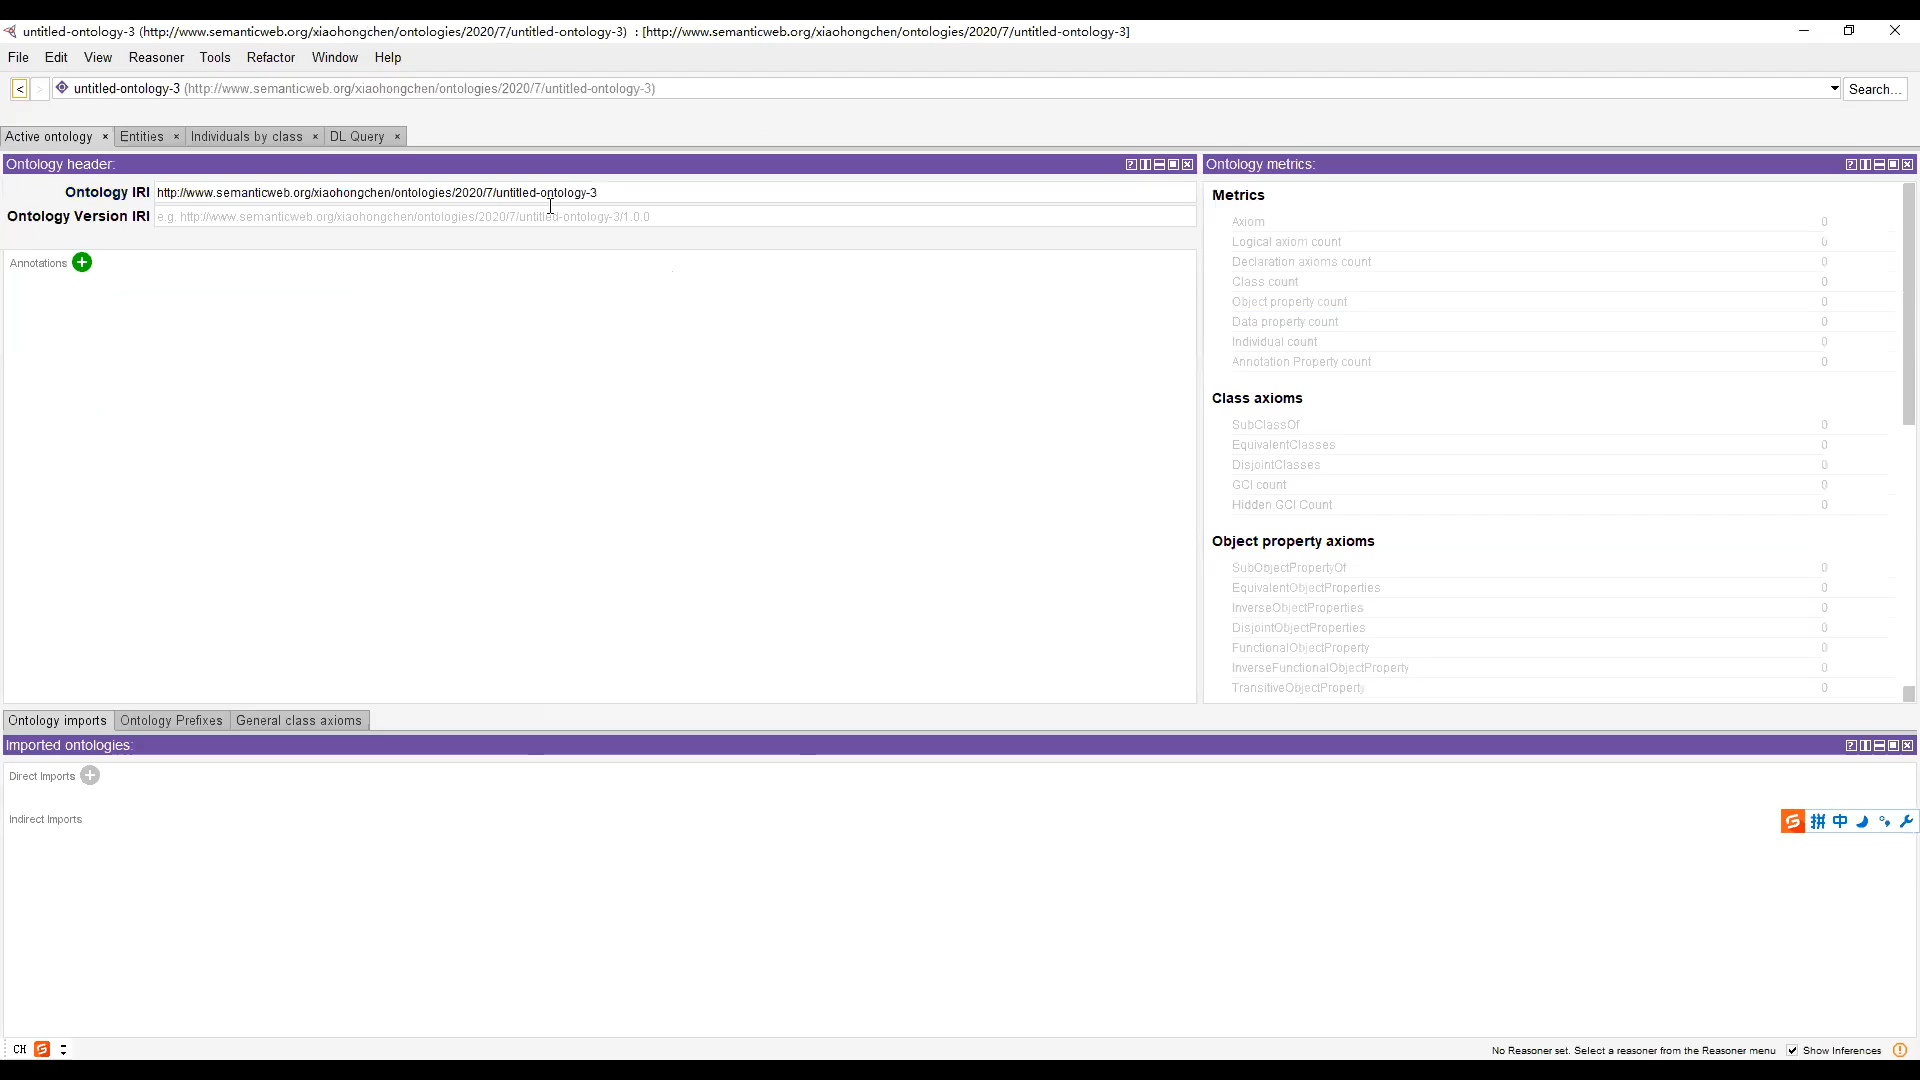 untitled-ontology-3 (http://www.semanticweb.org/xiaohongchen/ontologies/2020/7/untitled-ontology-3) : [http://www.semanticweb.org/xiaohongchen/ontologies/2020/7/untitled-ontology-3]
File Edit View Reasoner Tools Refactor Window Help
< > untitled-ontology-3 (http://www.semanticweb.org/xiaohongchen/ontologies/2020/7/untitled-ontology-3) Search...
Active ontology × Entities × Individuals by class × DL Query ×
Ontology header:
Ontology IRI http://www.semanticweb.org/xiaohongchen/ontologies/2020/7/untitled-ontology-3
Ontology Version IRI e.g. http://www.semanticweb.org/xiaohongchen/ontologies/2020/7/untitled-ontology-3/1.0.0
Annotations
Ontology metrics:
Metrics
Axiom 0
Logical axiom count 0
Declaration axioms count 0
Class count 0
Object property count 0
Data property count 0
Individual count 0
Annotation Property count 0
Class axioms
SubClassOf 0
EquivalentClasses 0
DisjointClasses 0
GCI count 0
Hidden GCI Count 0
Object property axioms
SubObjectPropertyOf 0
EquivalentObjectProperties 0
InverseObjectProperties 0
DisjointObjectProperties 0
FunctionalObjectProperty 0
InverseFunctionalObjectProperty 0
TransitiveObjectProperty 0
Ontology imports Ontology Prefixes General class axioms
Imported ontologies:
Direct Imports
Indirect Imports
拼 中
CH
No Reasoner set. Select a reasoner from the Reasoner menu Show Inferences